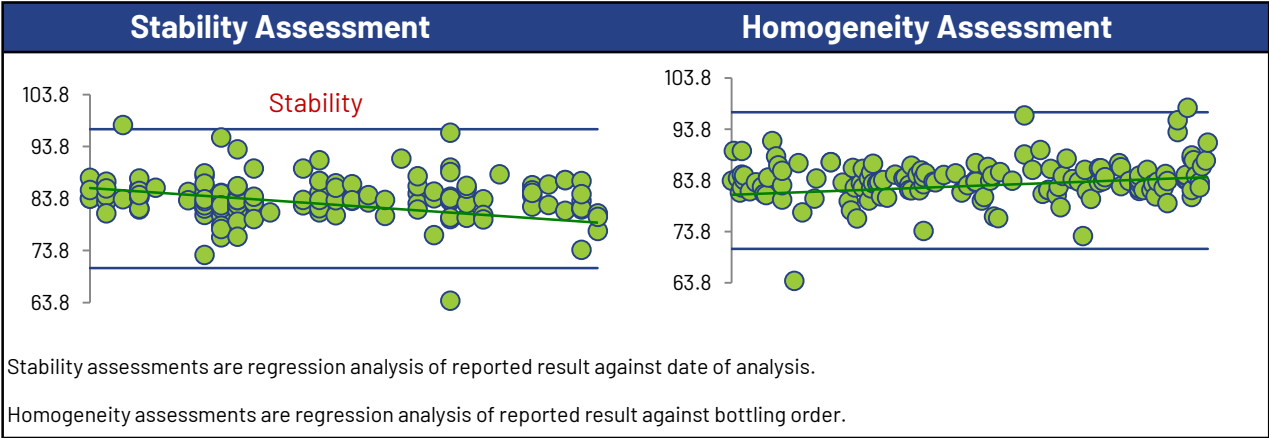 Stability Assessment
Homogeneity Assessment
Stability
103.8
93.8
83.8
73.8
63.8
103.8
93.8
83.8
73.8
63.8
Stability assessments are regression analysis of reported result against date of analysis.
Homogeneity assessments are regression analysis of reported result against bottling order.